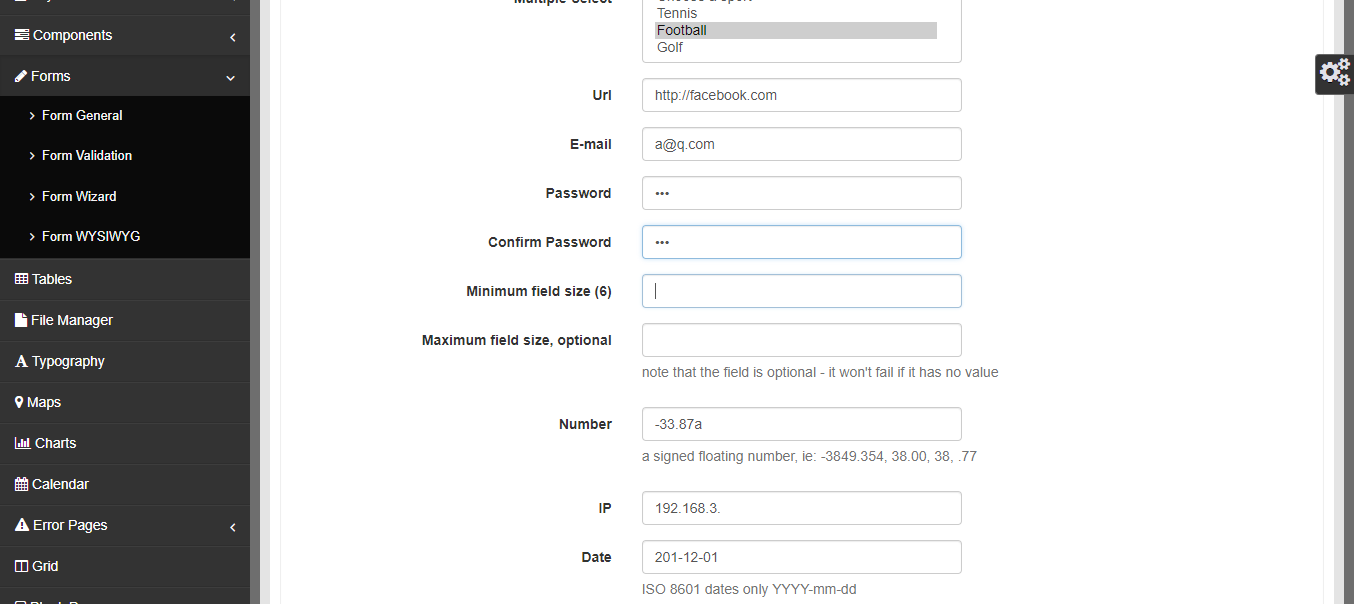 Components
Forms
Form General
Form Validation
Form Wizard
Form WYSIWYG
Tables
File Manager
Typography
Maps
Charts
Calendar
Error Pages
Grid
Multiple Select
Tennis
Football
Golf
Url
http://facebook.com
E-mail
a@q.com
Password
•••
Confirm Password
•••
Minimum field size (6)
Maximum field size, optional
note that the field is optional - it won't fail if it has no value
Number
-33.87a
a signed floating number, ie: -3849.354, 38.00, 38, .77
IP
192.168.3.
Date
201-12-01
ISO 8601 dates only YYYY-mm-dd